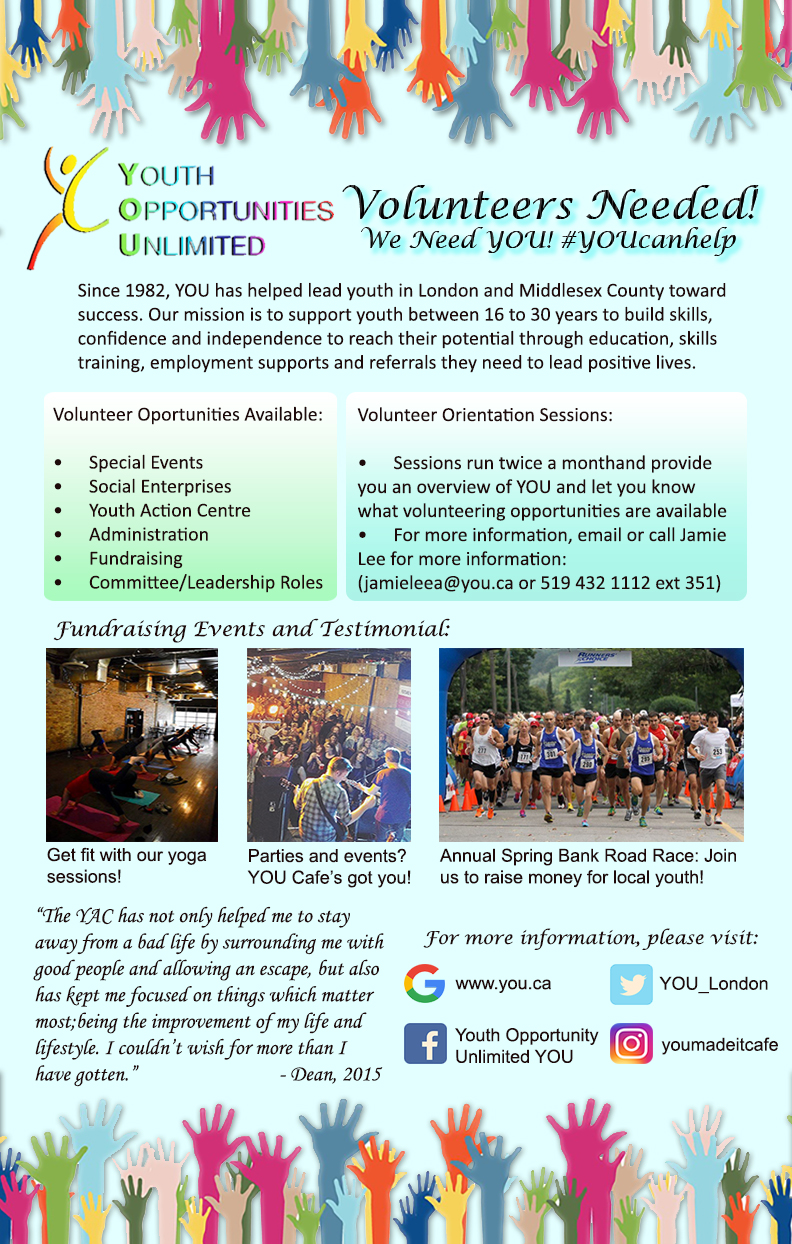 YOUTH
OPPORTUNITIES
UNLIMITED
Volunteers Needed!
We Need YOU! #YOUcanhelp
Since 1982, YOU has helped lead youth in London and Middlesex County toward
success. Our mission is to support youth between 16 to 30 years to build skills,
confidence and independence to reach their potential through education, skills
training, employment supports and referrals they need to lead positive lives.
Volunteer Oportunities Available:
• Special Events
• Social Enterprises
• Youth Action Centre
• Administration
• Fundraising
• Committee/Leadership Roles
Volunteer Orientation Sessions:
• Sessions run twice a monthand provide
you an overview of YOU and let you know
what volunteering opportunities are available
• For more information, email or call Jamie
Lee for more information:
(jamieleea@you.ca or 519 432 1112 ext 351)
Fundraising Events and Testimonial:
RUNNERS'
CHOICE
Get fit with our yoga
sessions!
Parties and events?
YOU Cafe's got you!
Annual Spring Bank Road Race: Join
us to raise money for local youth!
“The YAC has not only helped me to stay
away from a bad life by surrounding me with
good people and allowing an escape, but also
has kept me focused on things which matter
most;being the improvement of my life and
lifestyle. I couldn't wish for more than I
have gotten.” - Dean, 2015
For more information, please visit:
www.you.ca
YOU_London
Youth Opportunity
Unlimited YOU
youmadeitcafe